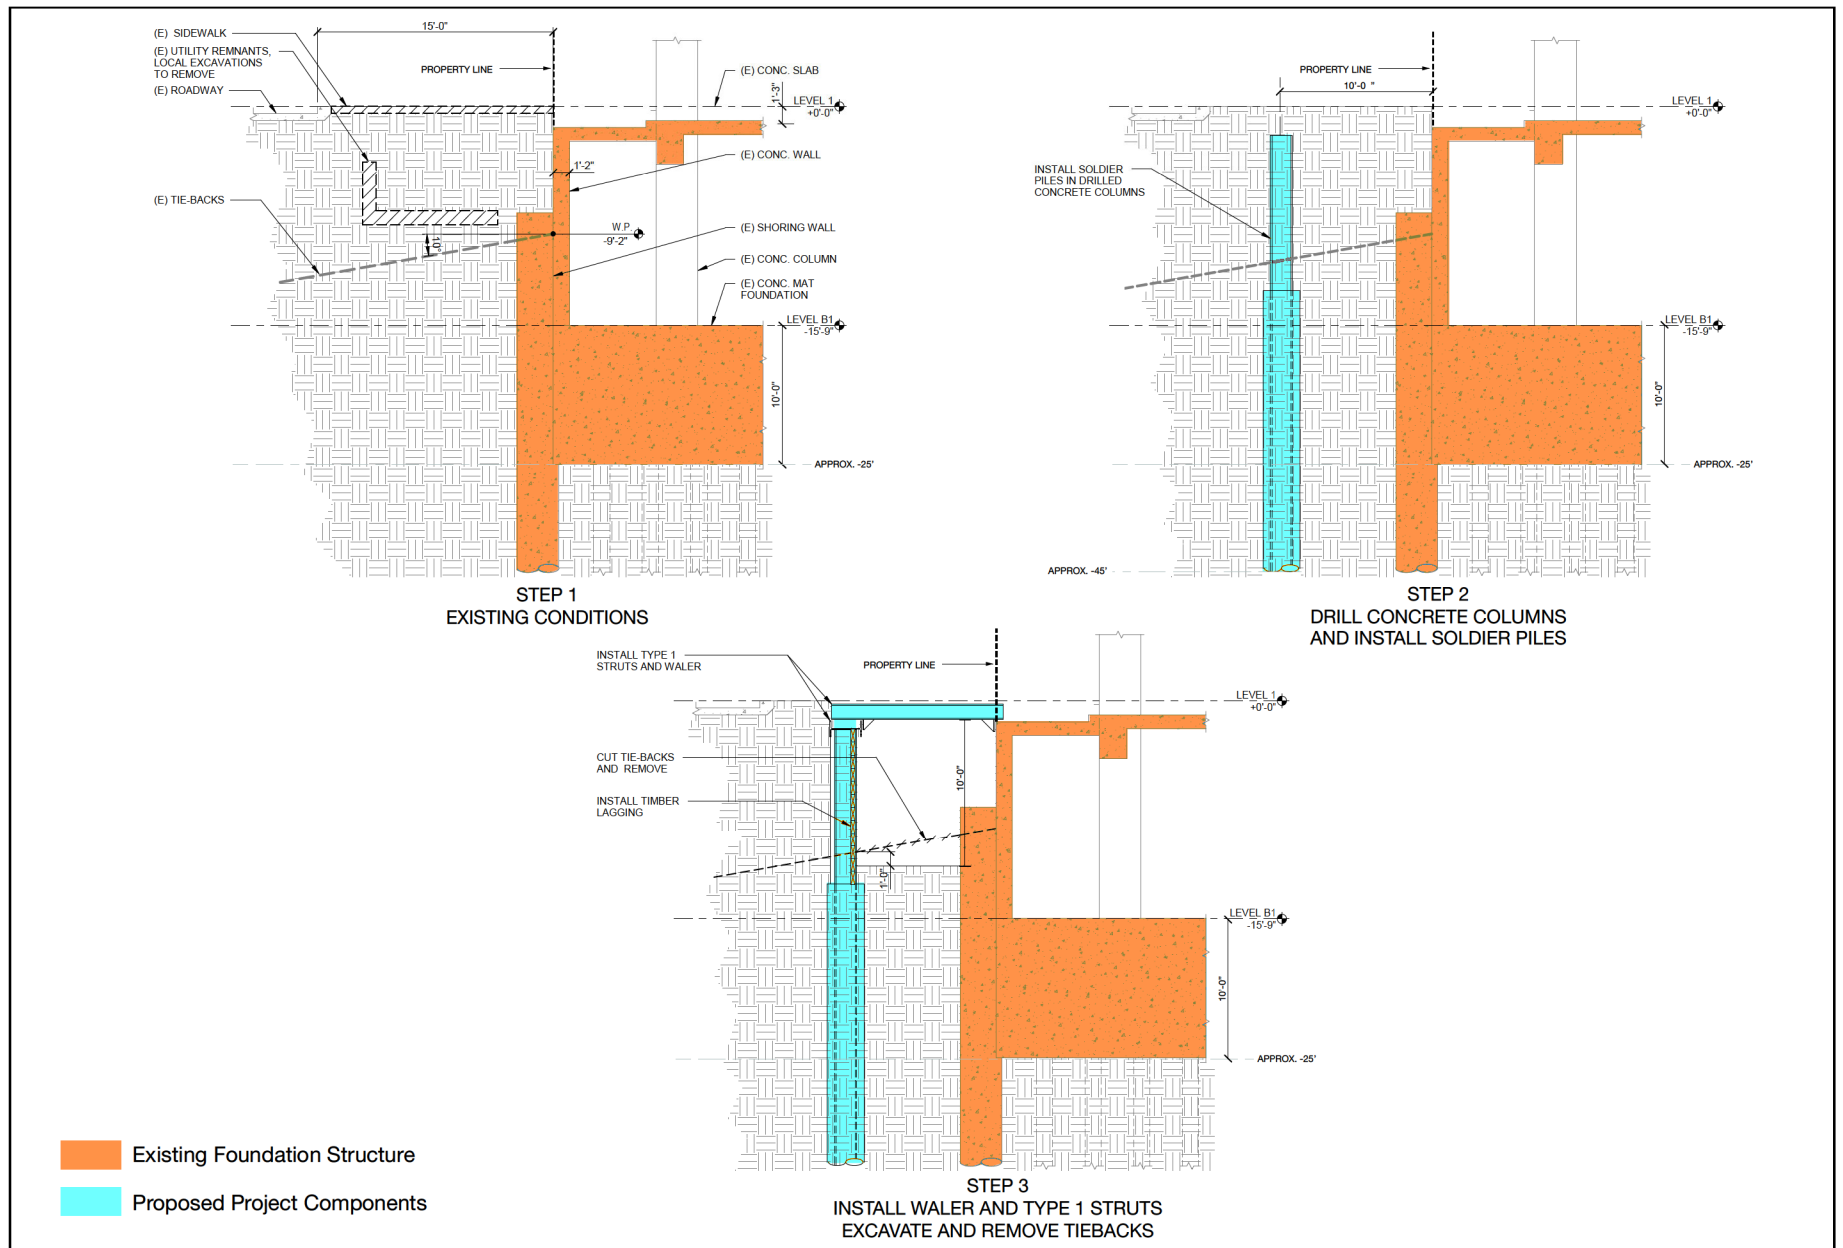 15'-0"
(E) SIDEWALK
(E) UTILITY REMNANTS,
LOCAL EXCAVATIONS
TO REMOVE
(E) ROADWAY
PROPERTY LINE
(E) CONC. SLAB
1'-3"
LEVEL 1
+0'-0"
(E) CONC. WALL
1'-2"
(E) TIE-BACKS
10°
W.P.
-9'-2"
(E) SHORING WALL
(E) CONC. COLUMN
(E) CONC. MAT
FOUNDATION
LEVEL B1
-15'-9"
10'-0"
APPROX. -25'
STEP 1
EXISTING CONDITIONS
PROPERTY LINE
10'-0 "
LEVEL 1
+0'-0"
INSTALL SOLDIER
PILES IN DRILLED
CONCRETE COLUMNS
LEVEL B1
-15'-9"
10'-0"
APPROX. -25'
APPROX. -45'
STEP 2
DRILL CONCRETE COLUMNS
AND INSTALL SOLDIER PILES
INSTALL TYPE 1
STRUTS AND WALER
PROPERTY LINE
LEVEL 1
+0'-0"
CUT TIE-BACKS
AND REMOVE
10'-0"
INSTALL TIMBER
LAGGING
1'-0"
LEVEL B1
-15'-9"
10'-0"
APPROX. -25'
STEP 3
INSTALL WALER AND TYPE 1 STRUTS
EXCAVATE AND REMOVE TIEBACKS
Existing Foundation Structure
Proposed Project Components